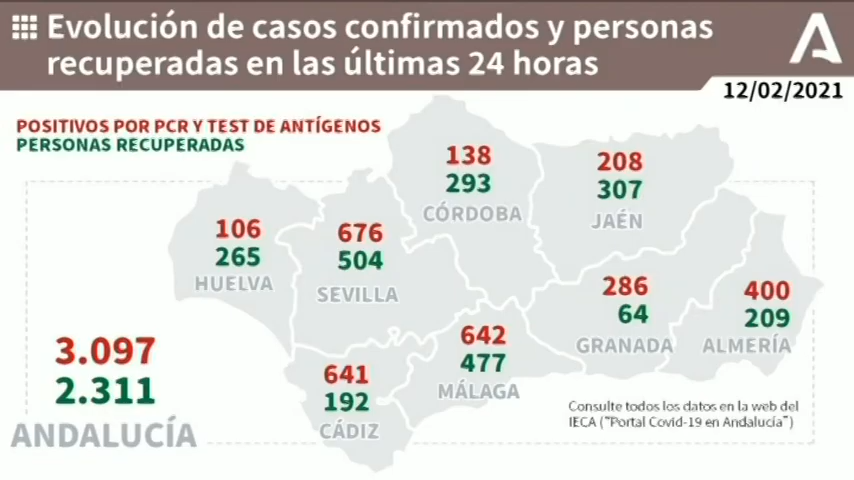 Evolución de casos confirmados y personas
recuperadas en las últimas 24 horas
12/02/2021
POSITIVOS POR PCR Y TEST DE ANTÍGENOS
PERSONAS RECUPERADAS
138
293
CÓRDOBA
208
307
JAÉN
106
265
HUELVA
676
504
SEVILLA
286
64
GRANADA
400
209
ALMERÍA
642
477
MÁLAGA
641
192
CÁDIZ
3.097
2.311
ANDALUCÍA
Consulte todos los datos en la web del
IECA ("Portal Covid-19 en Andalucía")